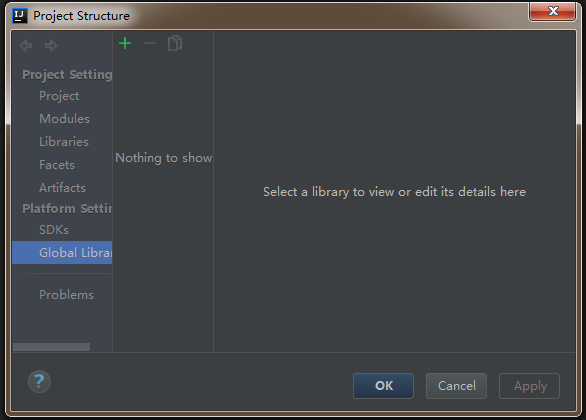 IJ Project Structure
Project Setting
Project
Modules
Libraries
Facets
Artifacts
Platform Settin
SDKs
Global Librar
Problems
Nothing to show
Select a library to view or edit its details here
?
OK
Cancel
Apply